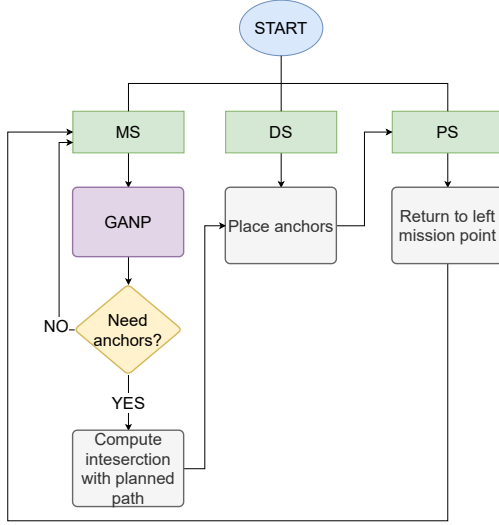 START
MS
DS
PS
GANP
Place anchors
Return to left
mission point
Need
anchors?
NO
YES
Compute
inteserction
with planned
path